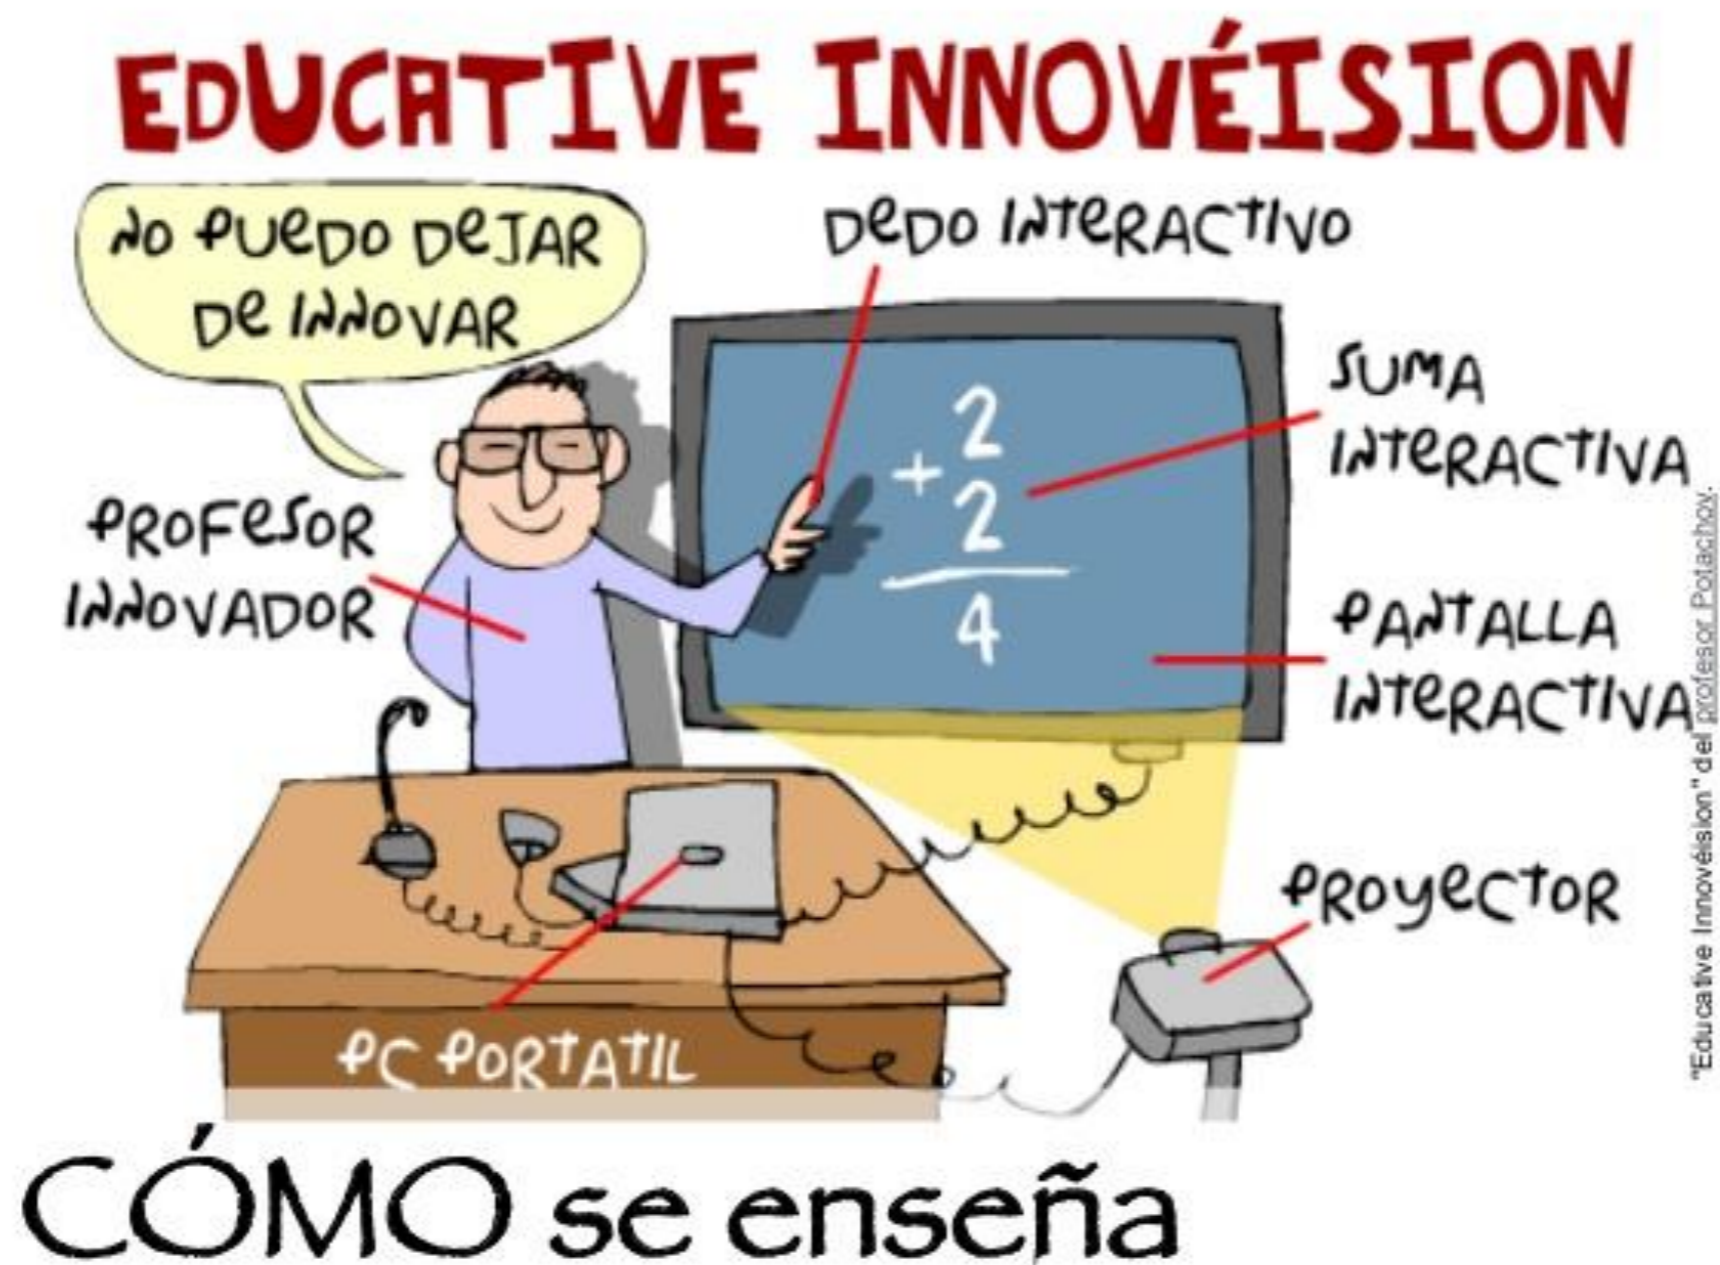 EDUCATIVE INNOVÉISION
NO PUEDO DEJAR
DE INNOVAR
DEDO INTERACTIVO
SUMA
INTERACTIVA
2
+
2
4
PROFESOR
INNOVADOR
PANTALLA
INTERACTIVA
PROYECTOR
PC PORTATIL
"Educative Innovéision" del profesor Potachov.
CÓMO se enseña